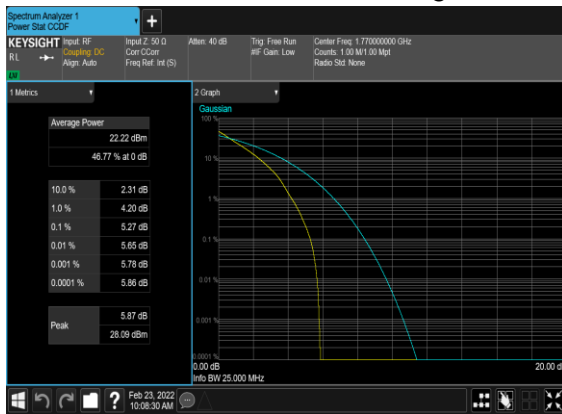 Spectrum Analyzer 1
Power Stat CCDF
+
KEYSIGHT Input: RF Input Z: 50 Ω Atten: 40 dB Trig: Free Run Center Freq: 1.770000000 GHz
RL Coupling: DC Corr CCorr #IF Gain: Low Counts: 1.00 M/1.00 Mpt
Align: Auto Freq Ref: Int (S) Radio Std: None
1 Metrics
2 Graph
Average Power
22.22 dBm
46.77 % at 0 dB
10.0 % 2.31 dB
1.0 % 4.20 dB
0.1 % 5.27 dB
0.01 % 5.65 dB
0.001 % 5.78 dB
0.0001 % 5.86 dB
Peak 5.87 dB
28.09 dBm
Gaussian
100 %
10 %
1 %
0.1 %
0.01 %
0.001 %
0.0001 %
0.00 dB 20.00 d
Info BW 25.000 MHz
? Feb 23, 2022
10:08:30 AM